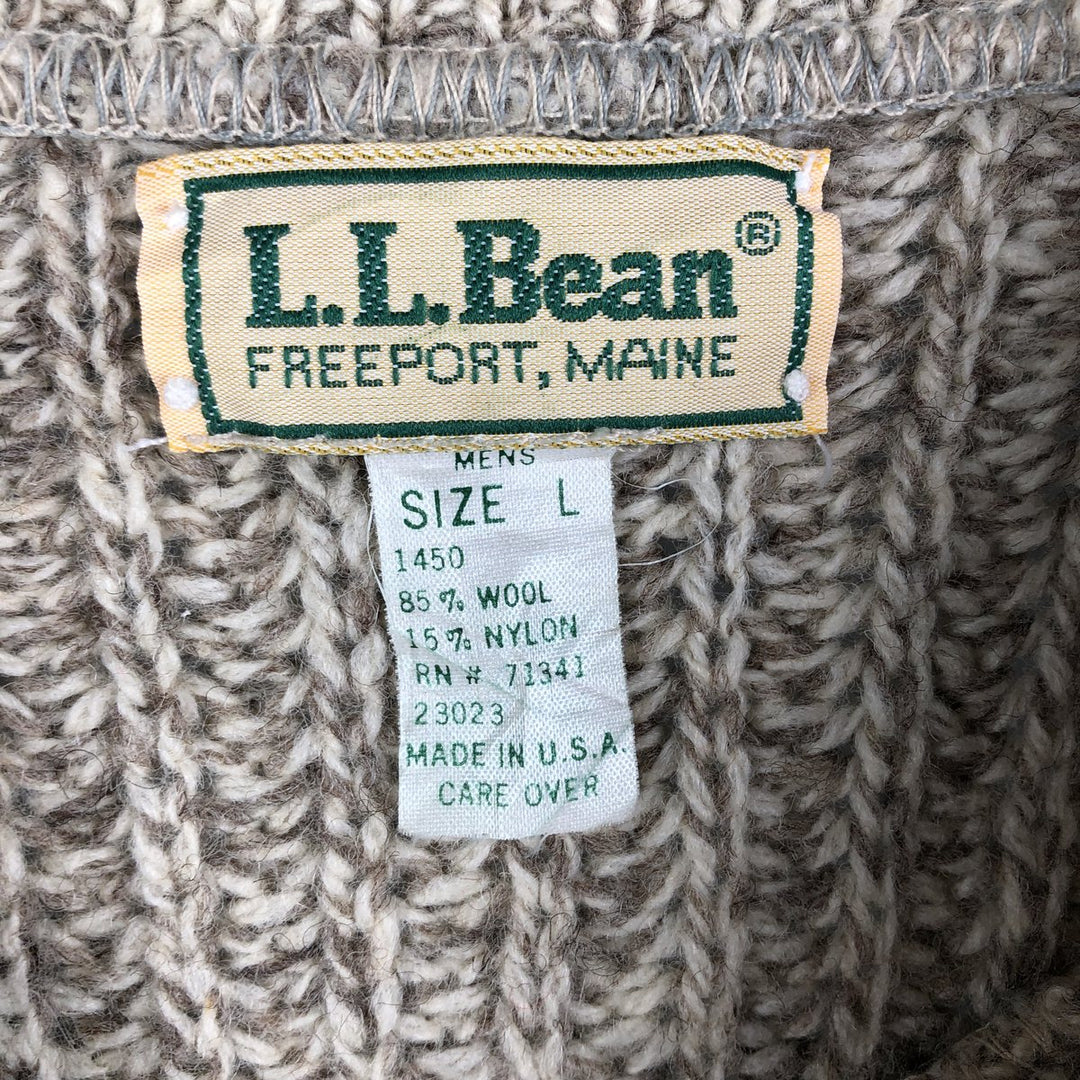 L.L.Bean®
FREEPORT, MAINE
MENS
SIZE L
1450
85% WOOL
15% NYLON
RN # 71341
23023
MADE IN U.S.A.
CARE OVER